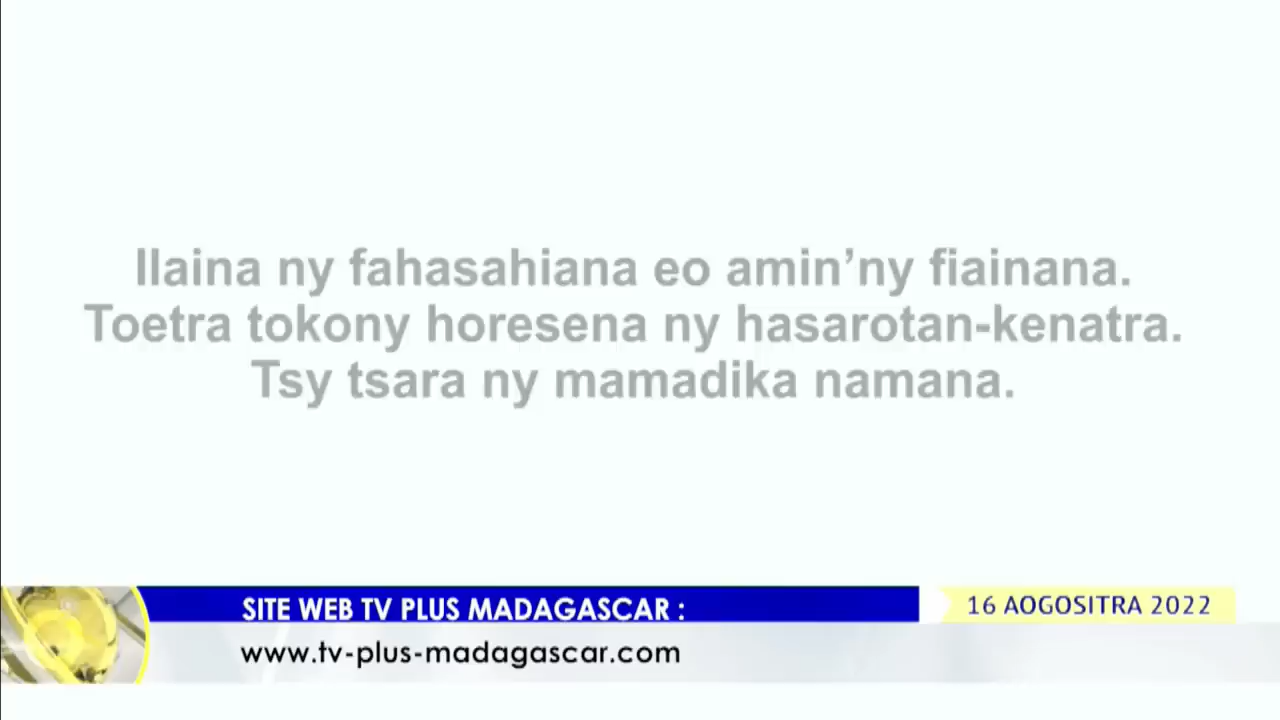 Ilaina ny fahasahiana eo amin’ny fiainana.
Toetra tokony horesena ny hasarotan-kenatra.
Tsy tsara ny mamadika namana.
SITE WEB TV PLUS MADAGASCAR :
16 AOGOSITRA 2022
www.tv-plus-madagascar.com